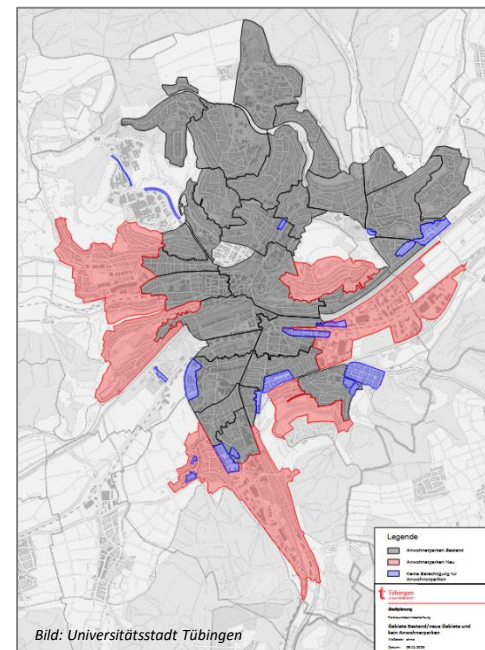 Legende
Anwohnerparken Bestand
Anwohnerparken Neu
Keine Berechtigung für
Anwohnerparken
Tübingen
Universitätsstadt
Stadtplanung
Gebiete Bestand/neue Gebiete und
kein Anwohnerparken
Bild: Universitätsstadt Tübingen